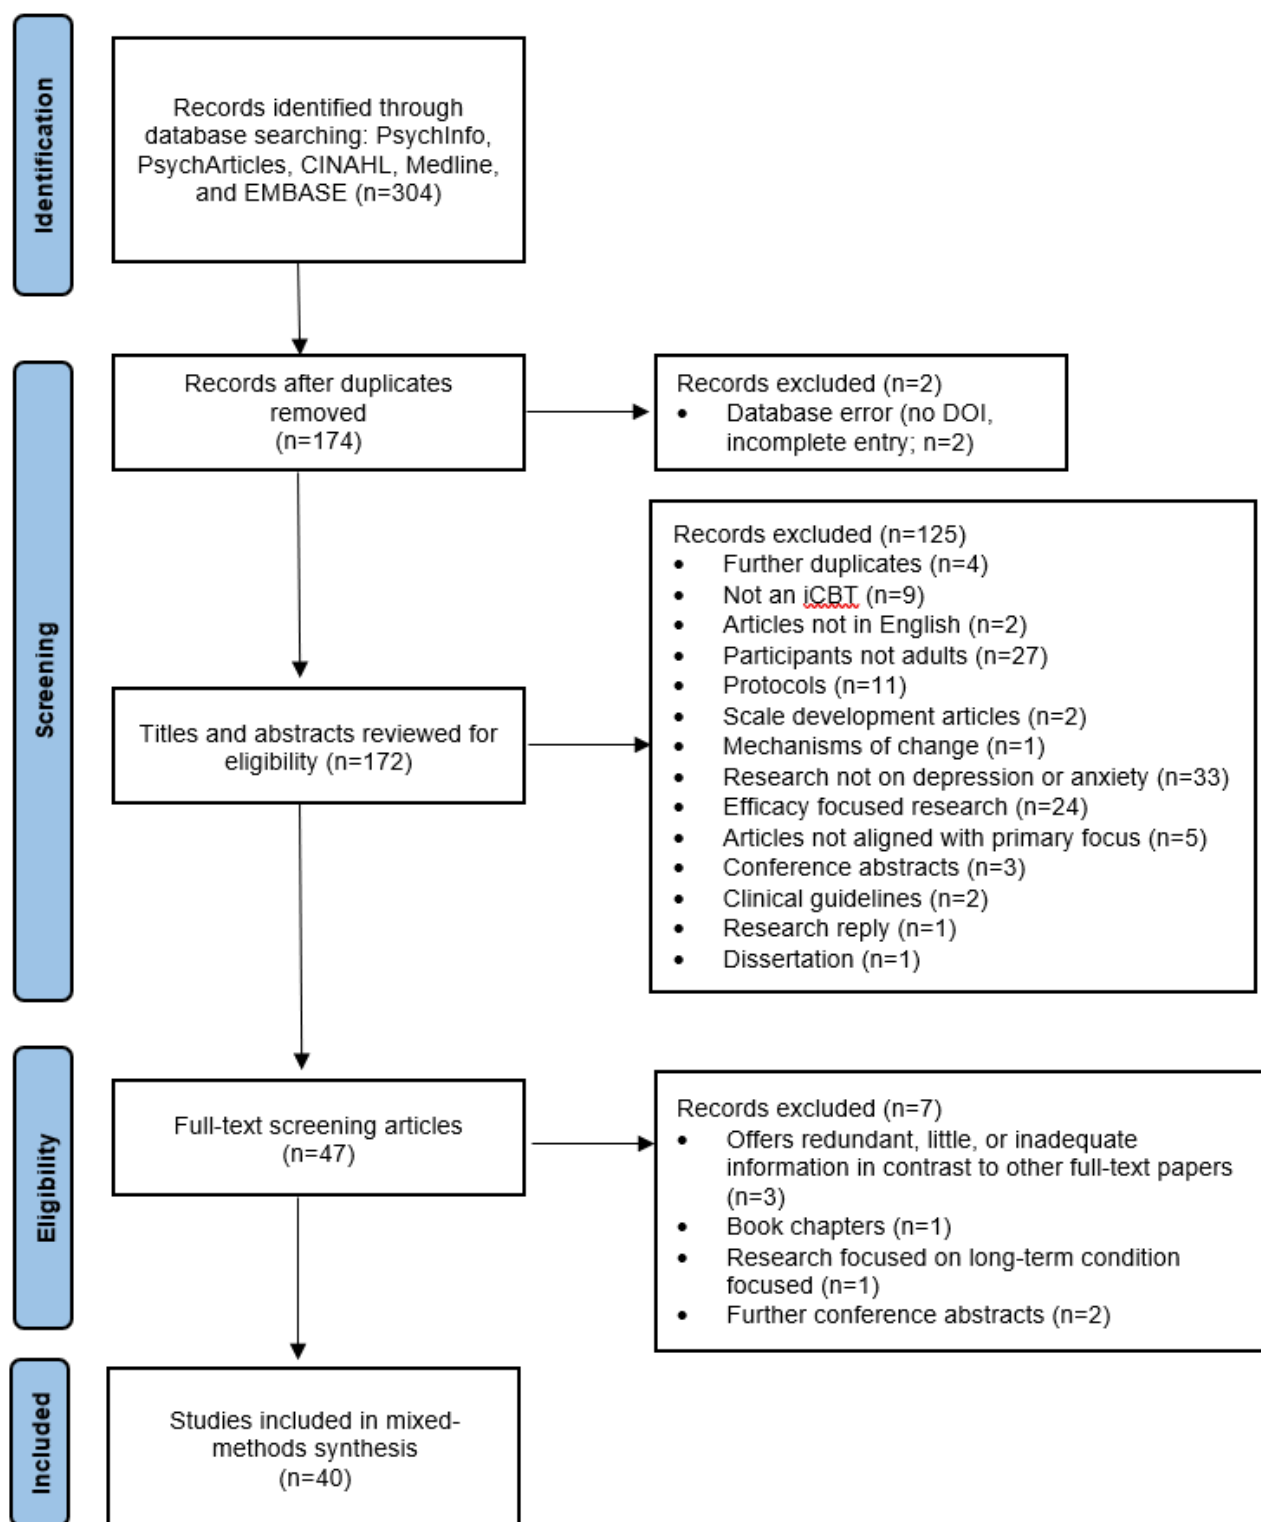 Identification
Records identified through
database searching: PsychInfo,
PsychArticles, CINAHL, Medline,
and EMBASE (n=304)
Screening
Records after duplicates
removed
(n=174)
Records excluded (n=2)
• Database error (no DOI,
incomplete entry; n=2)
Titles and abstracts reviewed for
eligibility (n=172)
Records excluded (n=125)
• Further duplicates (n=4)
• Not an iCBT (n=9)
• Articles not in English (n=2)
• Participants not adults (n=27)
• Protocols (n=11)
• Scale development articles (n=2)
• Mechanisms of change (n=1)
• Research not on depression or anxiety (n=33)
• Efficacy focused research (n=24)
• Articles not aligned with primary focus (n=5)
• Conference abstracts (n=3)
• Clinical guidelines (n=2)
• Research reply (n=1)
• Dissertation (n=1)
Eligibility
Full-text screening articles
(n=47)
Records excluded (n=7)
• Offers redundant, little, or inadequate
information in contrast to other full-text papers
(n=3)
• Book chapters (n=1)
• Research focused on long-term condition
focused (n=1)
• Further conference abstracts (n=2)
Included
Studies included in mixed-
methods synthesis
(n=40)